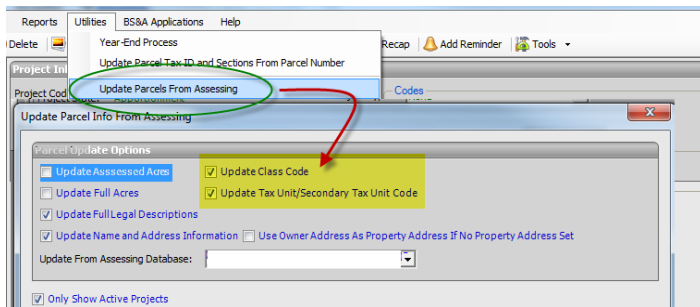 Reports Utilities BS&A Applications Help
Delete Recap Add Reminder Tools
Year-End Process
Update Parcel Tax ID and Sections From Parcel Number
Update Parcels From Assessing
Project Cod
Codes
Update Parcel Info From Assessing
Parcel Update Options
Update Asssessed Acres Update Class Code
Update Full Acres Update Tax Unit/Secondary Tax Unit Code
Update Full Legal Descriptions
Update Name and Address Information Use Owner Address As Property Address If No Property Address Set
Update From Assessing Database:
Only Show Active Projects